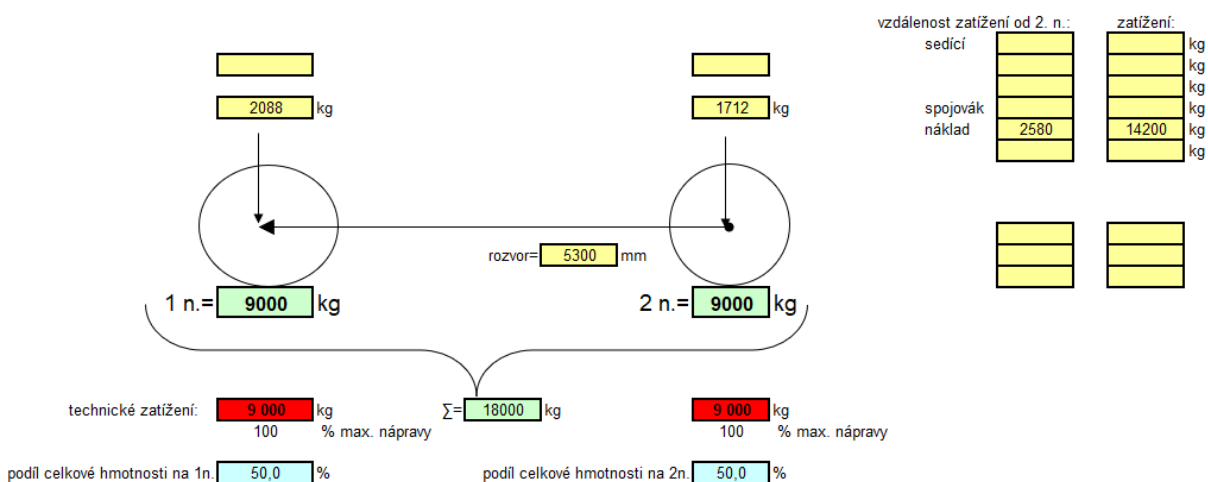 vzdálenost zatížení od 2. n.: zatížení:
sedící kg
kg
kg
2088 kg 1712 kg spojovák kg
náklad 2580 14200 kg
kg
rozvor= 5300 mm
1 n.= 9000 kg 2 n.= 9000 kg
technické zatížení: 9 000 kg ∑= 18000 kg 9 000 kg
100 % max. nápravy 100 % max. nápravy
podíl celkové hmotnosti na 1n. 50,0 % podíl celkové hmotnosti na 2n. 50,0 %